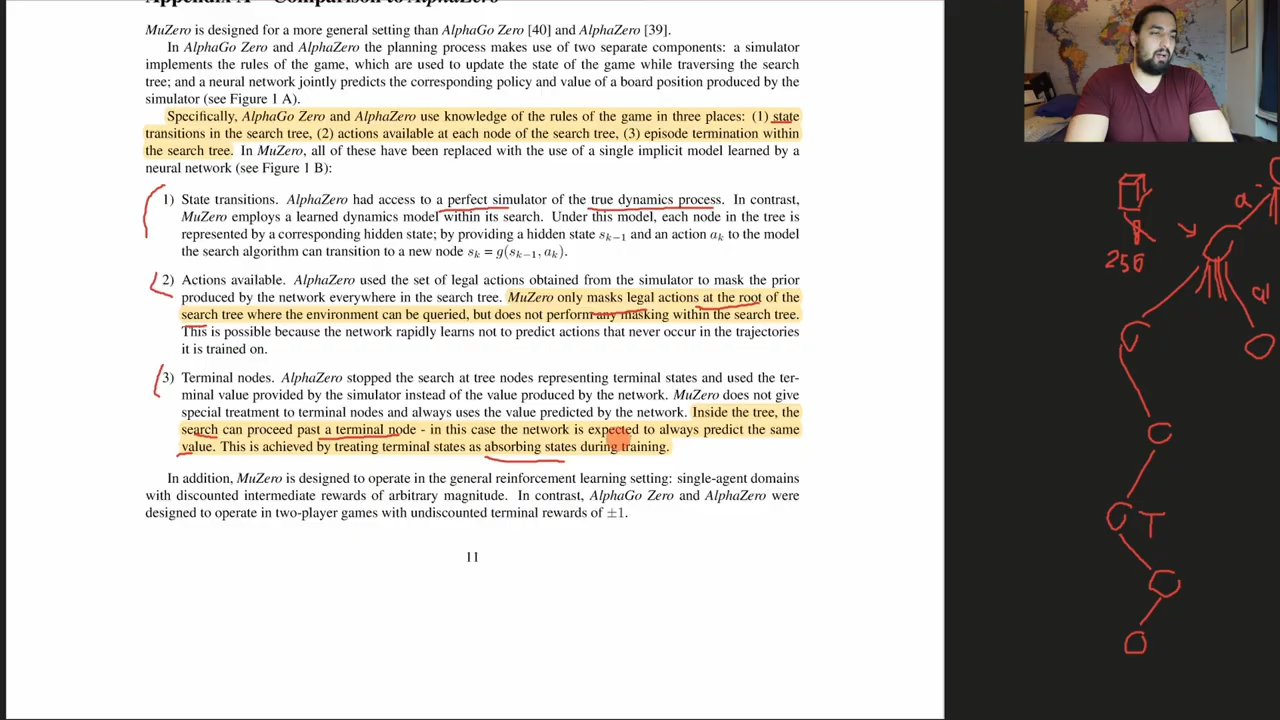 Appendix A Comparison to AlphaZero
MuZero is designed for a more general setting than AlphaGo Zero [40] and AlphaZero [39].
In AlphaGo Zero and AlphaZero the planning process makes use of two separate components: a simulator
implements the rules of the game, which are used to update the state of the game while traversing the search
tree; and a neural network jointly predicts the corresponding policy and value of a board position produced by the
simulator (see Figure 1 A).
Specifically, AlphaGo Zero and AlphaZero use knowledge of the rules of the game in three places: (1) state
transitions in the search tree, (2) actions available at each node of the search tree, (3) episode termination within
the search tree. In MuZero, all of these have been replaced with the use of a single implicit model learned by a
neural network (see Figure 1 B):
1) State transitions. AlphaZero had access to a perfect simulator of the true dynamics process. In contrast,
MuZero employs a learned dynamics model within its search. Under this model, each node in the tree is
represented by a corresponding hidden state; by providing a hidden state sₖ₋₁ and an action aₖ to the model
the search algorithm can transition to a new node sₖ = g(sₖ₋₁, aₖ).
2) Actions available. AlphaZero used the set of legal actions obtained from the simulator to mask the prior
produced by the network everywhere in the search tree. MuZero only masks legal actions at the root of the
search tree where the environment can be queried, but does not perform any masking within the search tree.
This is possible because the network rapidly learns not to predict actions that never occur in the trajectories
it is trained on.
3) Terminal nodes. AlphaZero stopped the search at tree nodes representing terminal states and used the ter-
minal value provided by the simulator instead of the value produced by the network. MuZero does not give
special treatment to terminal nodes and always uses the value predicted by the network. Inside the tree, the
search can proceed past a terminal node - in this case the network is expected to always predict the same
value. This is achieved by treating terminal states as absorbing states during training.
In addition, MuZero is designed to operate in the general reinforcement learning setting: single-agent domains
with discounted intermediate rewards of arbitrary magnitude. In contrast, AlphaGo Zero and AlphaZero were
designed to operate in two-player games with undiscounted terminal rewards of ±1.
11
a
256
a'
T